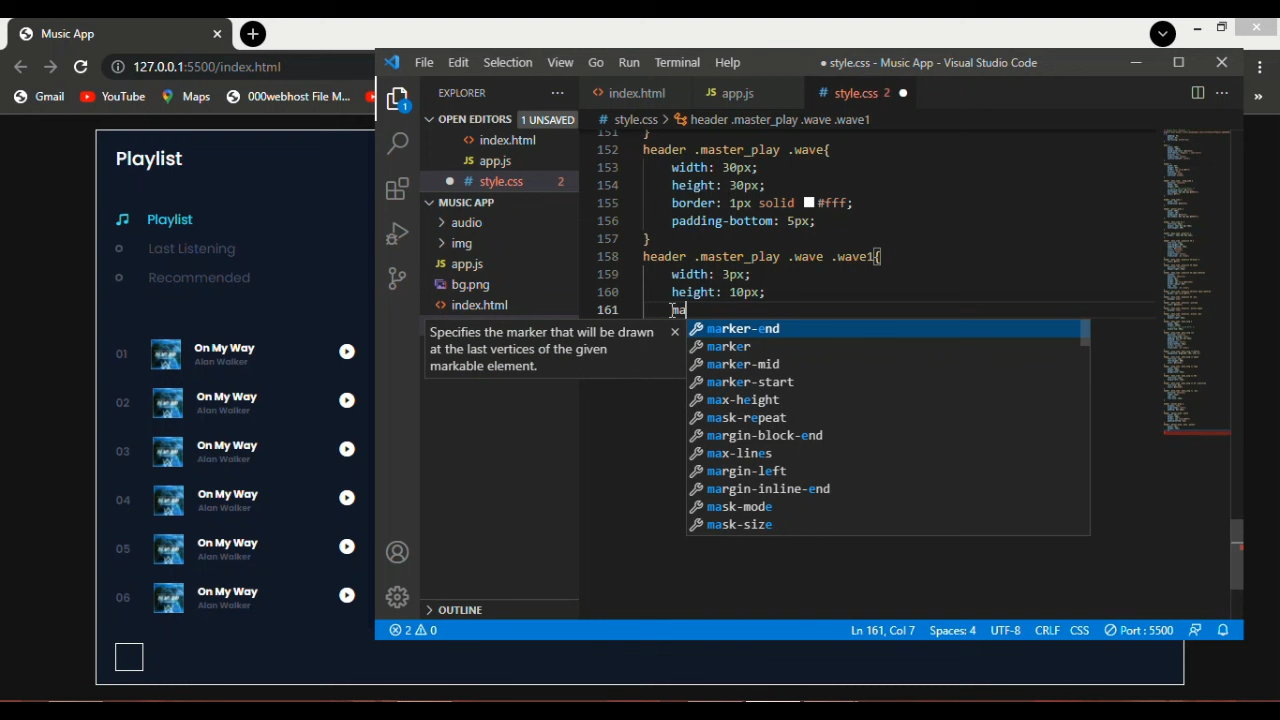 Music App
127.0.0.1:5500/index.html
Gmail
YouTube
Maps
000webhost File M...
»
File Edit Selection View Go Run Terminal Help
● style.css - Music App - Visual Studio Code
EXPLORER
index.html
JS app.js
# style.css 2 ●
OPEN EDITORS 1 UNSAVED
index.html
JS app.js
● # style.css 2
MUSIC APP
audio
img
JS app.js
bg.png
index.html
OUTLINE
1
# style.css > header .master_play .wave .wave1
151 }
152 header .master_play .wave{
153 width: 30px;
154 height: 30px;
155 border: 1px solid #fff;
156 padding-bottom: 5px;
157 }
158 header .master_play .wave .wave1{
159 width: 3px;
160 height: 10px;
161 ma
Specifies the marker that will be drawn
at the last vertices of the given
markable element.
marker-end
marker
marker-mid
marker-start
max-height
mask-repeat
margin-block-end
max-lines
margin-left
margin-inline-end
mask-mode
mask-size
2 0
Ln 161, Col 7 Spaces: 4 UTF-8 CRLF CSS Port : 5500
Playlist
Playlist
Last Listening
Recommended
01 On My Way
Alan Walker
02 On My Way
Alan Walker
03 On My Way
Alan Walker
04 On My Way
Alan Walker
05 On My Way
Alan Walker
06 On My Way
Alan Walker